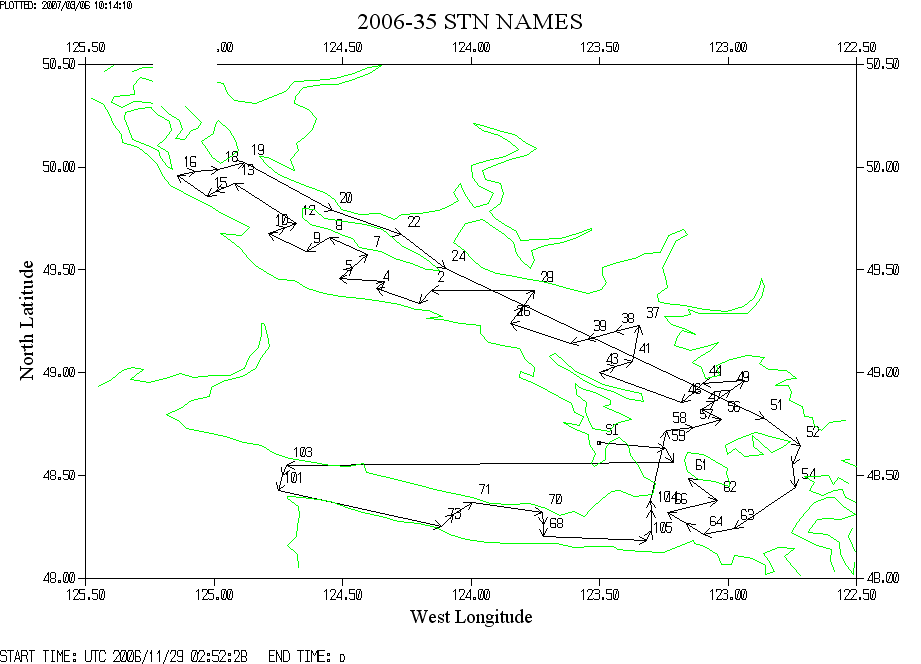 PLOTTED: 2007/03/06 10:14:10
2006-35 STN NAMES
125.50 .00 124.50 124.00 123.50 123.00 122.50
50.50 50.50
19
16 18
13
50.00 50.00
15
20
12
10 8 22
9 7
24
5
49.50 4 2 28 49.50
26 37
39 38
41
43
North Latitude
49.00 44 49 49.00
46
47 56 51
58 57
SI 59 52
103
61
48.50 101 54 48.50
71 62
70 104 66
73 68 63
105 64
48.00 48.00
125.50 125.00 124.50 124.00 123.50 123.00 122.50
West Longitude
START TIME: UTC 2006/11/29 02:52:28 END TIME: 0